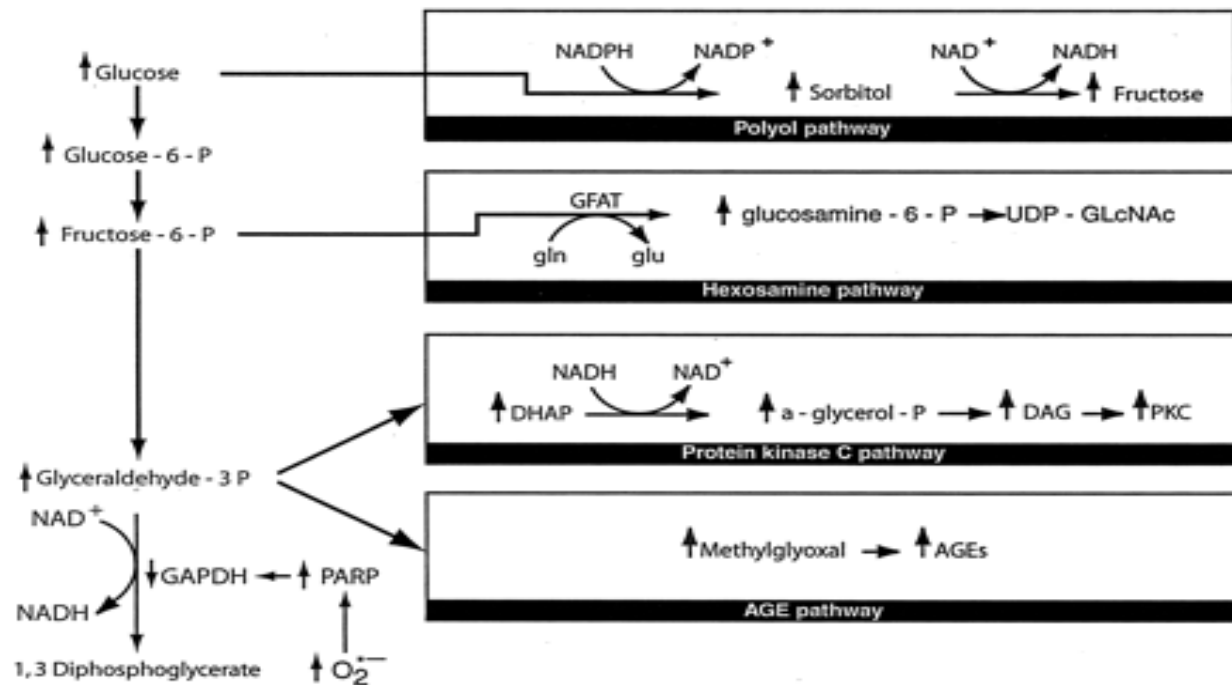 Glucose
Glucose - 6 - P
Fructose - 6 - P
Glyceraldehyde - 3 P
NAD+
GAPDH
PARP
NADH
1,3 Diphosphoglycerate
O2•−
NADPH NADP+ NAD+ NADH
Sorbitol Fructose
Polyol pathway
GFAT
glucosamine - 6 - P UDP - GLcNAc
gln glu
Hexosamine pathway
NADH NAD+
DHAP a - glycerol - P DAG PKC
Protein kinase C pathway
Methylglyoxal AGEs
AGE pathway